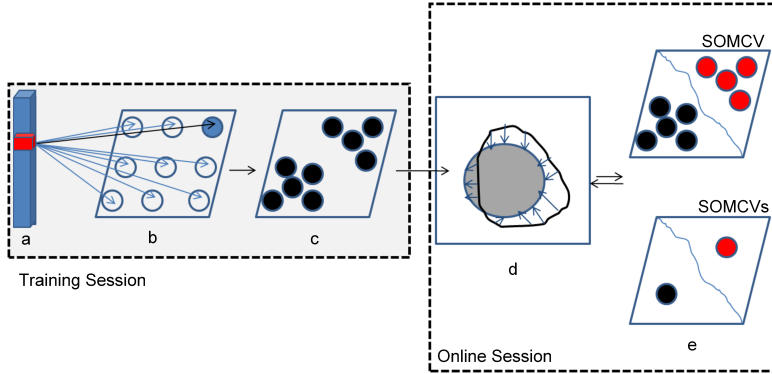 SOMCV
a
b
c
Training Session
d
SOMCVs
e
Online Session